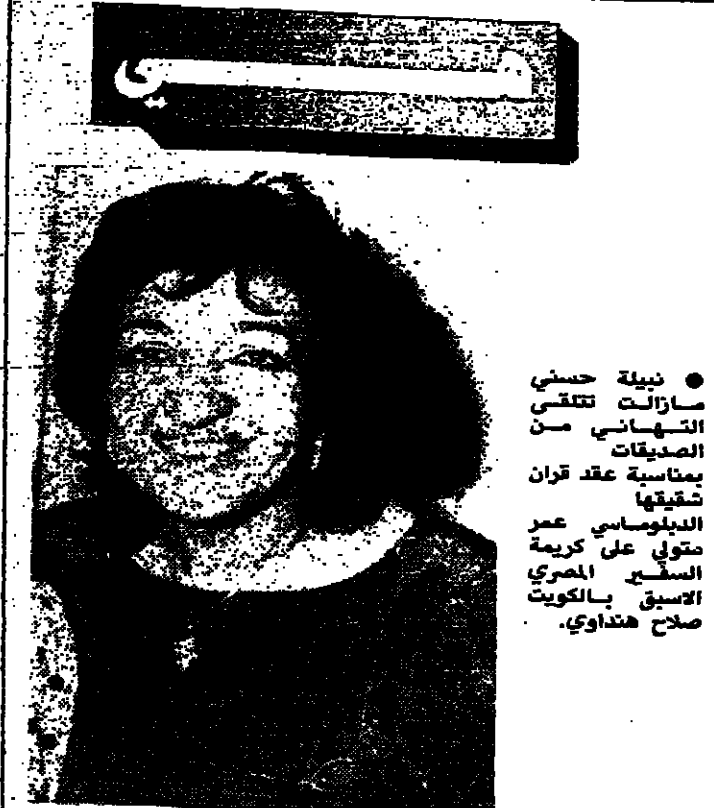 ● نبيلة حسني
مازالت تتلقى
التهاني من
الصديقات
بمناسبة عقد قران
شقيقها
الدبلوماسي عمر
متولي على كريمة
السفير المصري
الاسبق بالكويت
صلاح هنداوي.